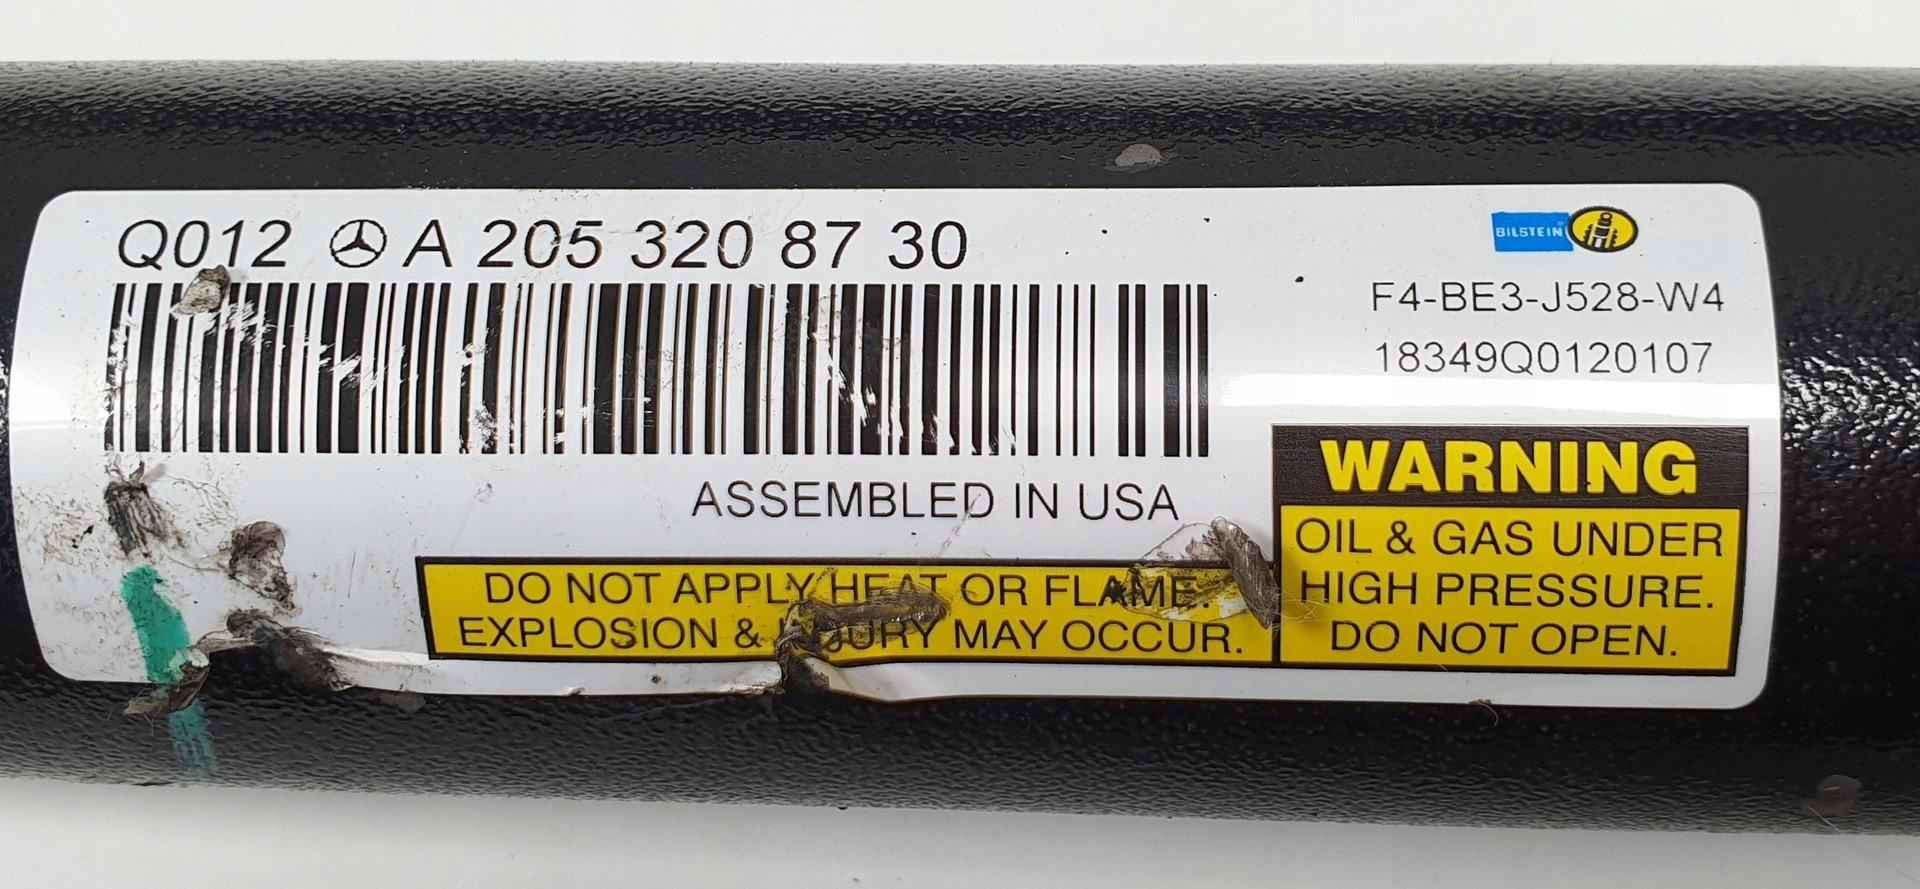 Q012 A 205 320 87 30
BILSTEIN
F4-BE3-J528-W4
18349Q0120107
ASSEMBLED IN USA
WARNING
OIL & GAS UNDER
HIGH PRESSURE.
DO NOT OPEN.
DO NOT APPLY HEAT OR FLAME.
EXPLOSION & INJURY MAY OCCUR.